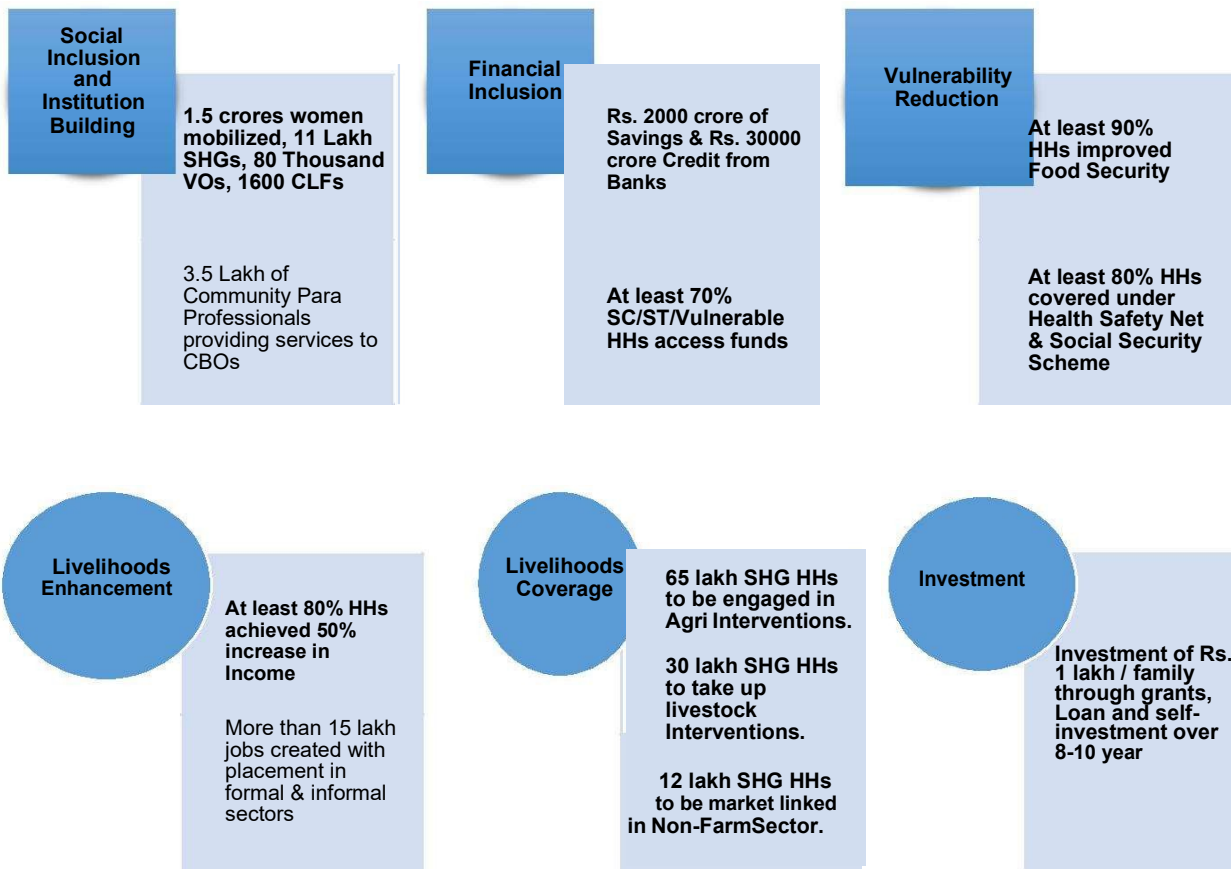 Social
Inclusion
and
Institution
Building
1.5 crores women
mobilized, 11 Lakh
SHGs, 80 Thousand
VOs, 1600 CLFs
3.5 Lakh of
Community Para
Professionals
providing services to
CBOs
Financial
Inclusion
Rs. 2000 crore of
Savings & Rs. 30000
crore Credit from
Banks
At least 70%
SC/ST/Vulnerable
HHs access funds
Vulnerability
Reduction
At least 90%
HHs improved
Food Security
At least 80% HHs
covered under
Health Safety Net
& Social Security
Scheme
Livelihoods
Enhancement
At least 80% HHs
achieved 50%
increase in
Income
More than 15 lakh
jobs created with
placement in
formal & informal
sectors
Livelihoods
Coverage
65 lakh SHG HHs
to be engaged in
Agri Interventions.
30 lakh SHG HHs
to take up
livestock
Interventions.
12 lakh SHG HHs
to be market linked
in Non-FarmSector.
Investment
Investment of Rs.
1 lakh / family
through grants,
Loan and self-
investment over
8-10 year